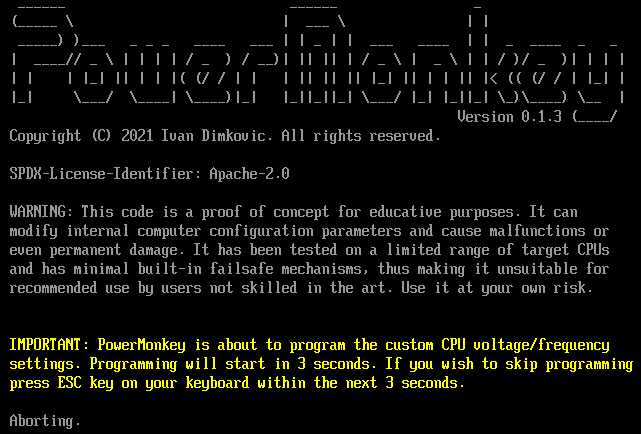 PowerMonkey
Version 0.1.3
Copyright (C) 2021 Ivan Dimkovic. All rights reserved.
SPDX-License-Identifier: Apache-2.0
WARNING: This code is a proof of concept for educative purposes. It can
modify internal computer configuration parameters and cause malfunctions or
even permanent damage. It has been tested on a limited range of target CPUs
and has minimal built-in failsafe mechanisms, thus making it unsuitable for
recommended use by users not skilled in the art. Use it at your own risk.
IMPORTANT: PowerMonkey is about to program the custom CPU voltage/frequency
settings. Programming will start in 3 seconds. If you wish to skip programming
press ESC key on your keyboard within the next 3 seconds.
Aborting.